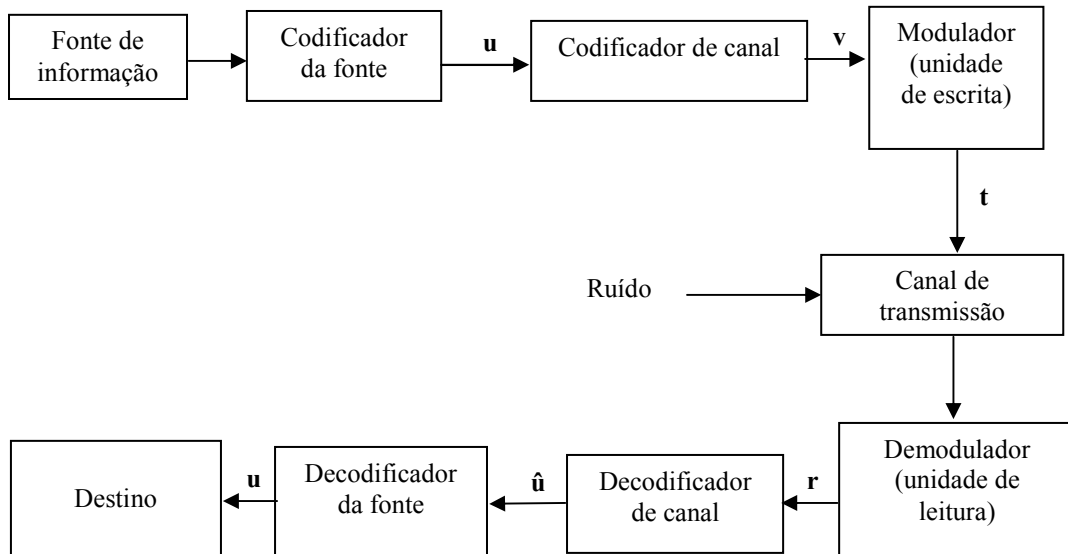 Fonte de
informação
Codificador
da fonte
u
Codificador de canal
v
Modulador
(unidade
de escrita)
t
Ruído
Canal de
transmissão
Demodulador
(unidade de
leitura)
r
Decodificador
de canal
û
Decodificador
da fonte
u
Destino